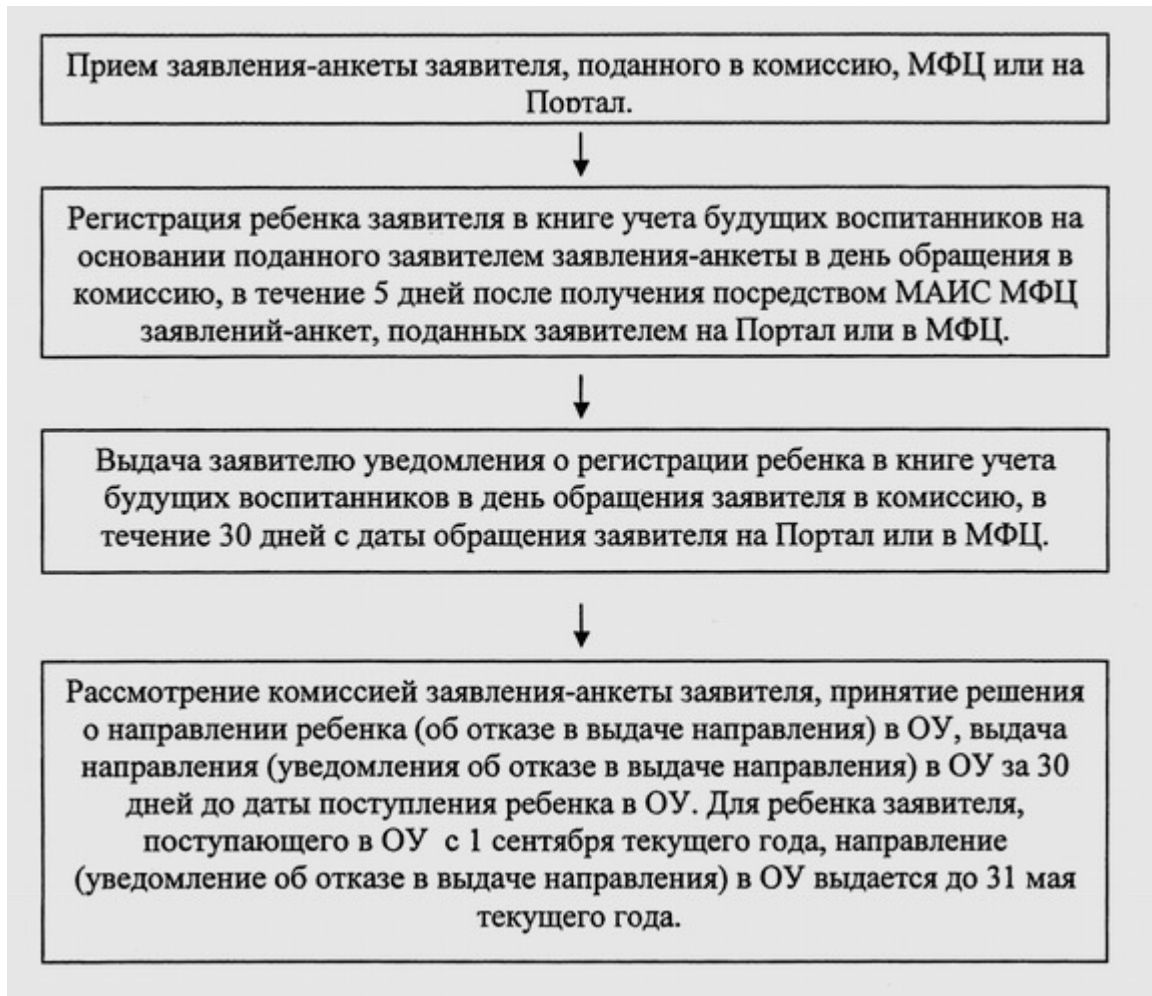 Прием заявления-анкеты заявителя, поданного в комиссию, МФЦ или на
Портал.
Регистрация ребенка заявителя в книге учета будущих воспитанников на
основании поданного заявителем заявления-анкеты в день обращения в
комиссию, в течение 5 дней после получения посредством МАИС МФЦ
заявлений-анкет, поданных заявителем на Портал или в МФЦ.
Выдача заявителю уведомления о регистрации ребенка в книге учета
будущих воспитанников в день обращения заявителя в комиссию, в
течение 30 дней с даты обращения заявителя на Портал или в МФЦ.
Рассмотрение комиссией заявления-анкеты заявителя, принятие решения
о направлении ребенка (об отказе в выдаче направления) в ОУ, выдача
направления (уведомления об отказе в выдаче направления) в ОУ за 30
дней до даты поступления ребенка в ОУ. Для ребенка заявителя,
поступающего в ОУ с 1 сентября текущего года, направление
(уведомление об отказе в выдаче направления) в ОУ выдается до 31 мая
текущего года.